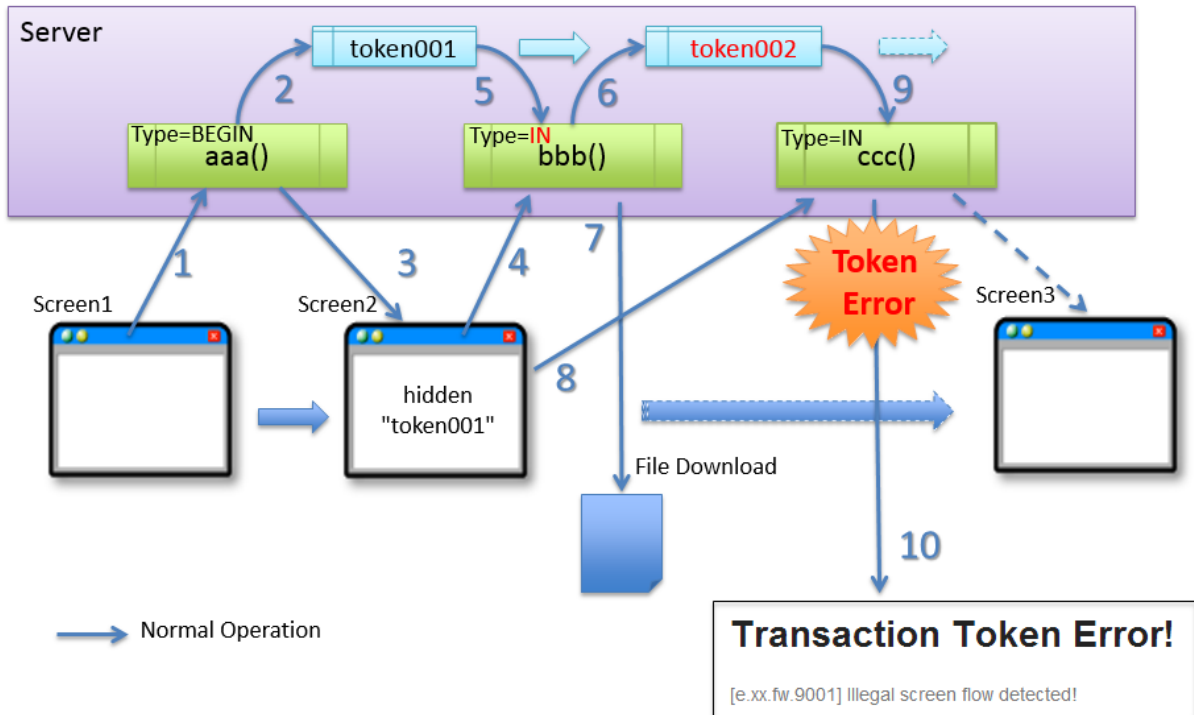 Server
token001
token002
2
5
6
9
Type=BEGIN
aaa()
Type=IN
bbb()
Type=IN
ccc()
1
3
4
7
Token
Error
Screen1
Screen2
Screen3
hidden
"token001"
8
File Download
10
Normal Operation
Transaction Token Error!
[e.xx.fw.9001] Illegal screen flow detected!